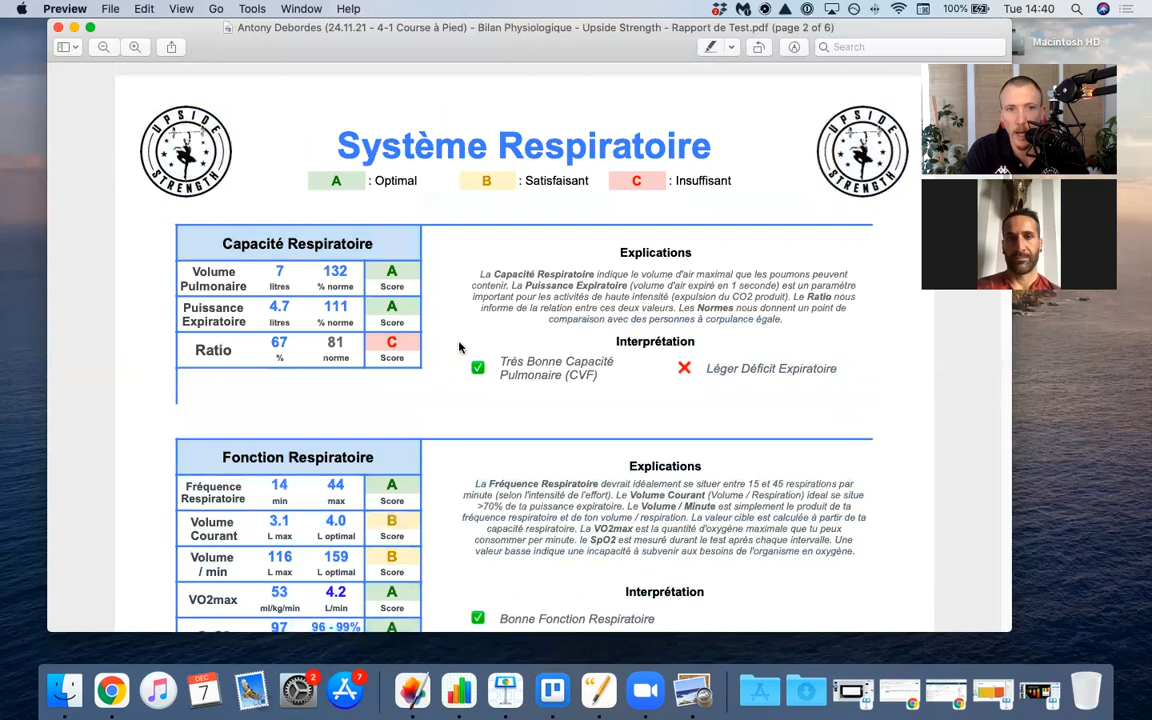 Preview File Edit View Go Tools Window Help 100% Tue 14:40
Antony Debordes (24.11.21 - 4-1 Course à Pied) - Bilan Physiologique - Upside Strength - Rapport de Test.pdf (page 2 of 6)
Search
Macintosh HD
UPSIDE STRENGTH
UPSIDE STRENGTH
Système Respiratoire
A : Optimal B : Satisfaisant C : Insuffisant
Capacité Respiratoire
Volume Pulmonaire 7 litres 132 % norme A Score
Puissance Expiratoire 4.7 litres 111 % norme A Score
Ratio 67 % 81 norme C Score
Explications
La Capacité Respiratoire indique le volume d'air maximal que les poumons peuvent
contenir. La Puissance Expiratoire (volume d'air expiré en 1 seconde) est un paramètre
important pour les activités de haute intensité (expulsion du CO2 produit). Le Ratio nous
informe de la relation entre ces deux valeurs. Les Normes nous donnent un point de
comparaison avec des personnes à corpulance égale.
Interprétation
Très Bonne Capacité
Pulmonaire (CVF)
Léger Déficit Expiratoire
Fonction Respiratoire
Fréquence Respiratoire 14 min 44 max A Score
Volume Courant 3.1 L max 4.0 L optimal B Score
Volume / min 116 L max 159 L optimal B Score
VO2max 53 ml/kg/min 4.2 L/min A Score
97 96 - 99% A
Explications
La Fréquence Respiratoire devrait idéalement se situer entre 15 et 45 respirations par
minute (selon l'intensité de l'effort). Le Volume Courant (Volume / Respiration) ideal se situe
>70% de ta puissance expiratoire. Le Volume / Minute est simplement le produit de ta
fréquence respiratoire et de ton volume / respiration. La valeur cible est calculée à partir de ta
capacité respiratoire. La VO2max est la quantité d'oxygène maximale que tu peux
consommer par minute. le SpO2 est mesuré durant le test après chaque intervalle. Une
valeur basse indique une incapacité à subvenir aux besoins de l'organisme en oxygène.
Interprétation
Bonne Fonction Respiratoire
2
7
DEC
7